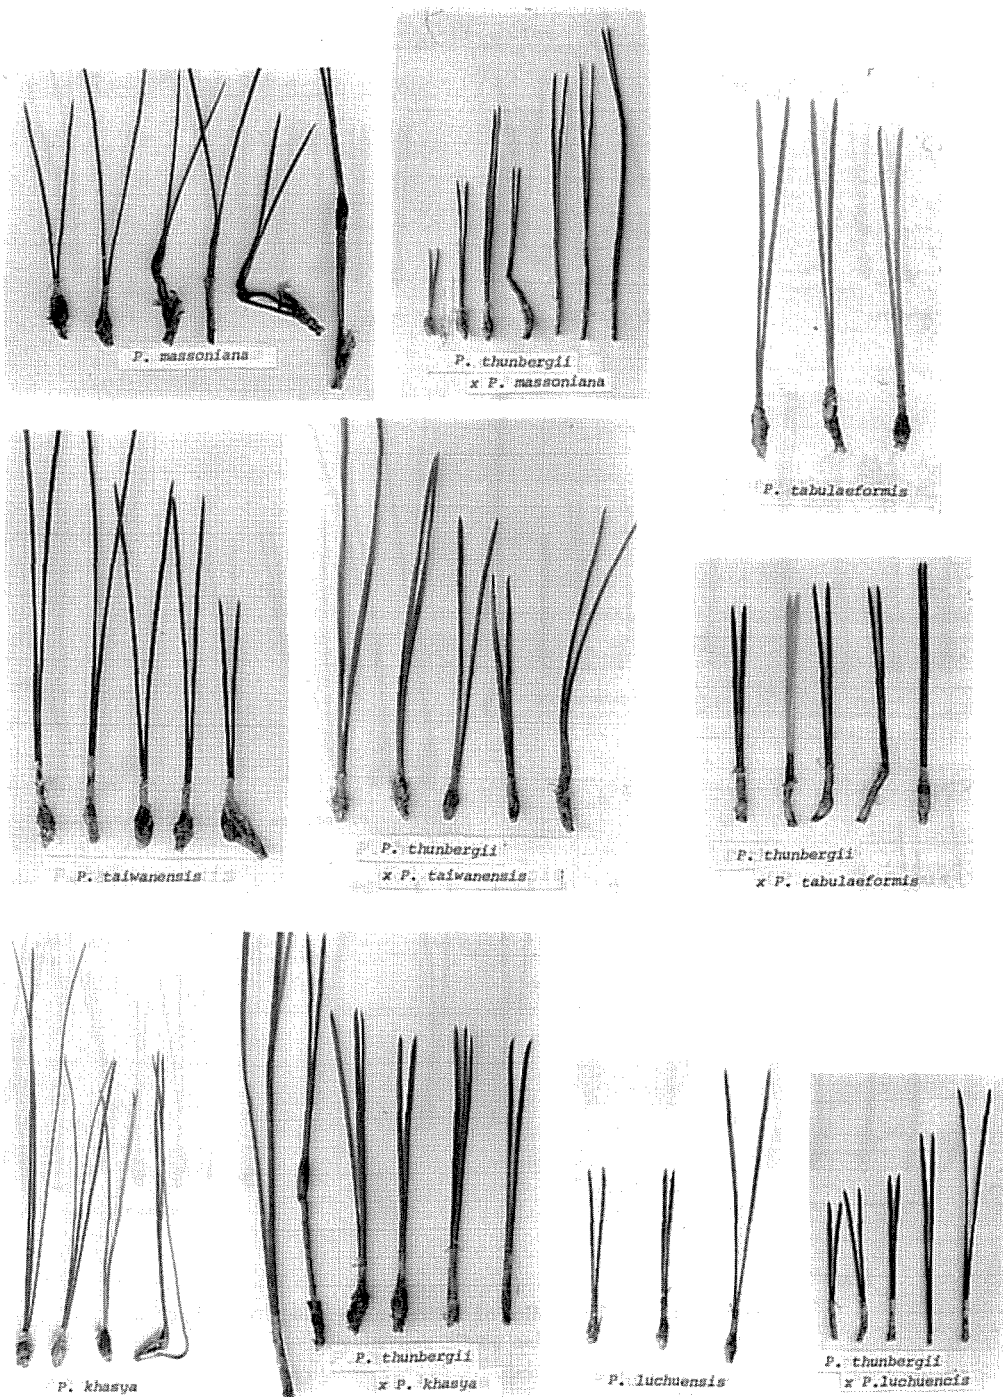 P. massoniana
P. thunbergii
x P. massoniana
P. tabulaeformis
P. taiwanensis
P. thunbergii
x P. taiwanensis
P. thunbergii
x P. tabulaeformis
P. khasya
P. thunbergii
x P. khasya
P. luchuensis
P. thunbergii
x P.luchuencis